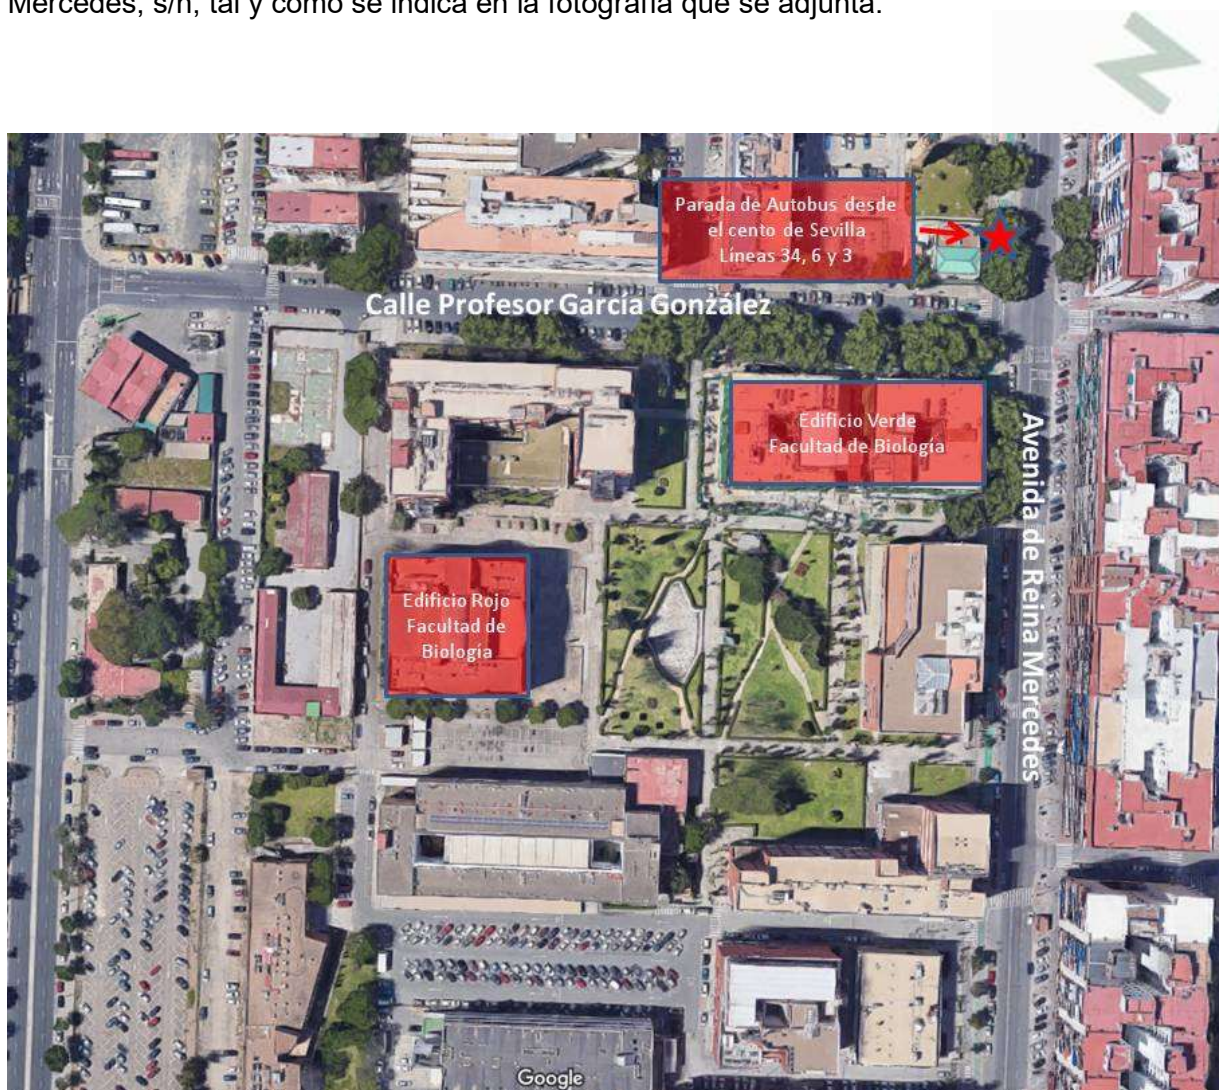 Mercedes, s/n, tal y como se indica en la fotografía que se adjunta.
Parada de Autobus desde
el cento de Sevilla
Líneas 34, 6 y 3
Calle Profesor García González
Edificio Verde
Facultad de Biología
Avenida de Reina Mercedes
Edificio Rojo
Facultad de
Biología
Google